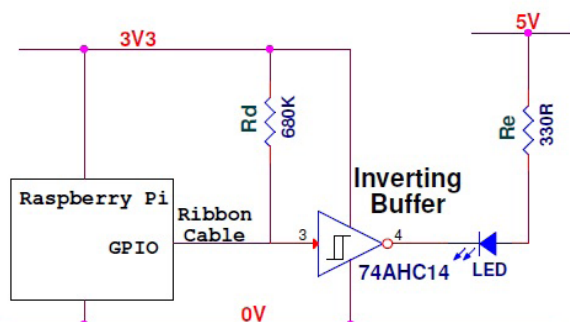 3V3
5V
Rd
680K
Re
330R
Raspberry Pi
GPIO
Ribbon
Cable
Inverting
Buffer
3
4
74AHC14
LED
0V